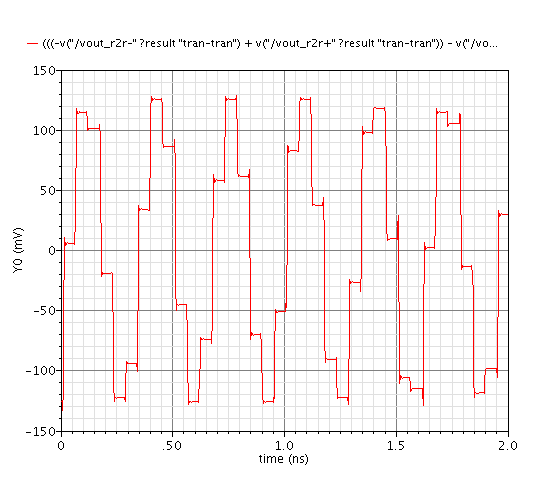 — (((-v("/vout_r2r-" ?result "tran-tran") + v("/vout_r2r+" ?result "tran-tran")) - v("/vo...
150
100
50
0
-50
-100
-150
Y0 (mV)
0 .50 1.0 1.5 2.0
time (ns)